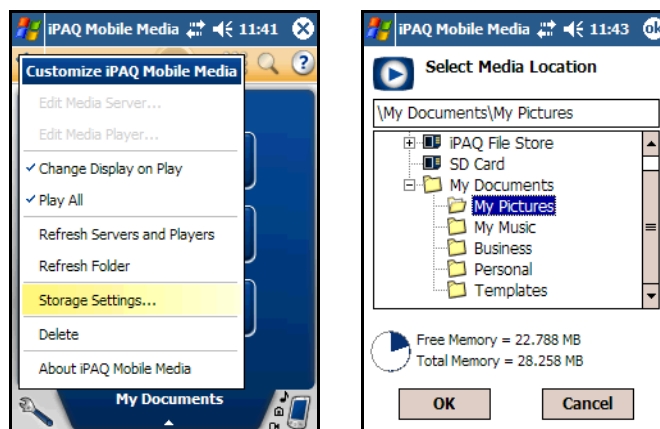 iPAQ Mobile Media 11:41
Customize iPAQ Mobile Media
Edit Media Server...
Edit Media Player...
Change Display on Play
Play All
Refresh Servers and Players
Refresh Folder
Storage Settings...
Delete
About iPAQ Mobile Media
My Documents
iPAQ Mobile Media 11:43 ok
Select Media Location
\My Documents\My Pictures
iPAQ File Store
SD Card
My Documents
My Pictures
My Music
Business
Personal
Templates
Free Memory = 22.788 MB
Total Memory = 28.258 MB
OK Cancel